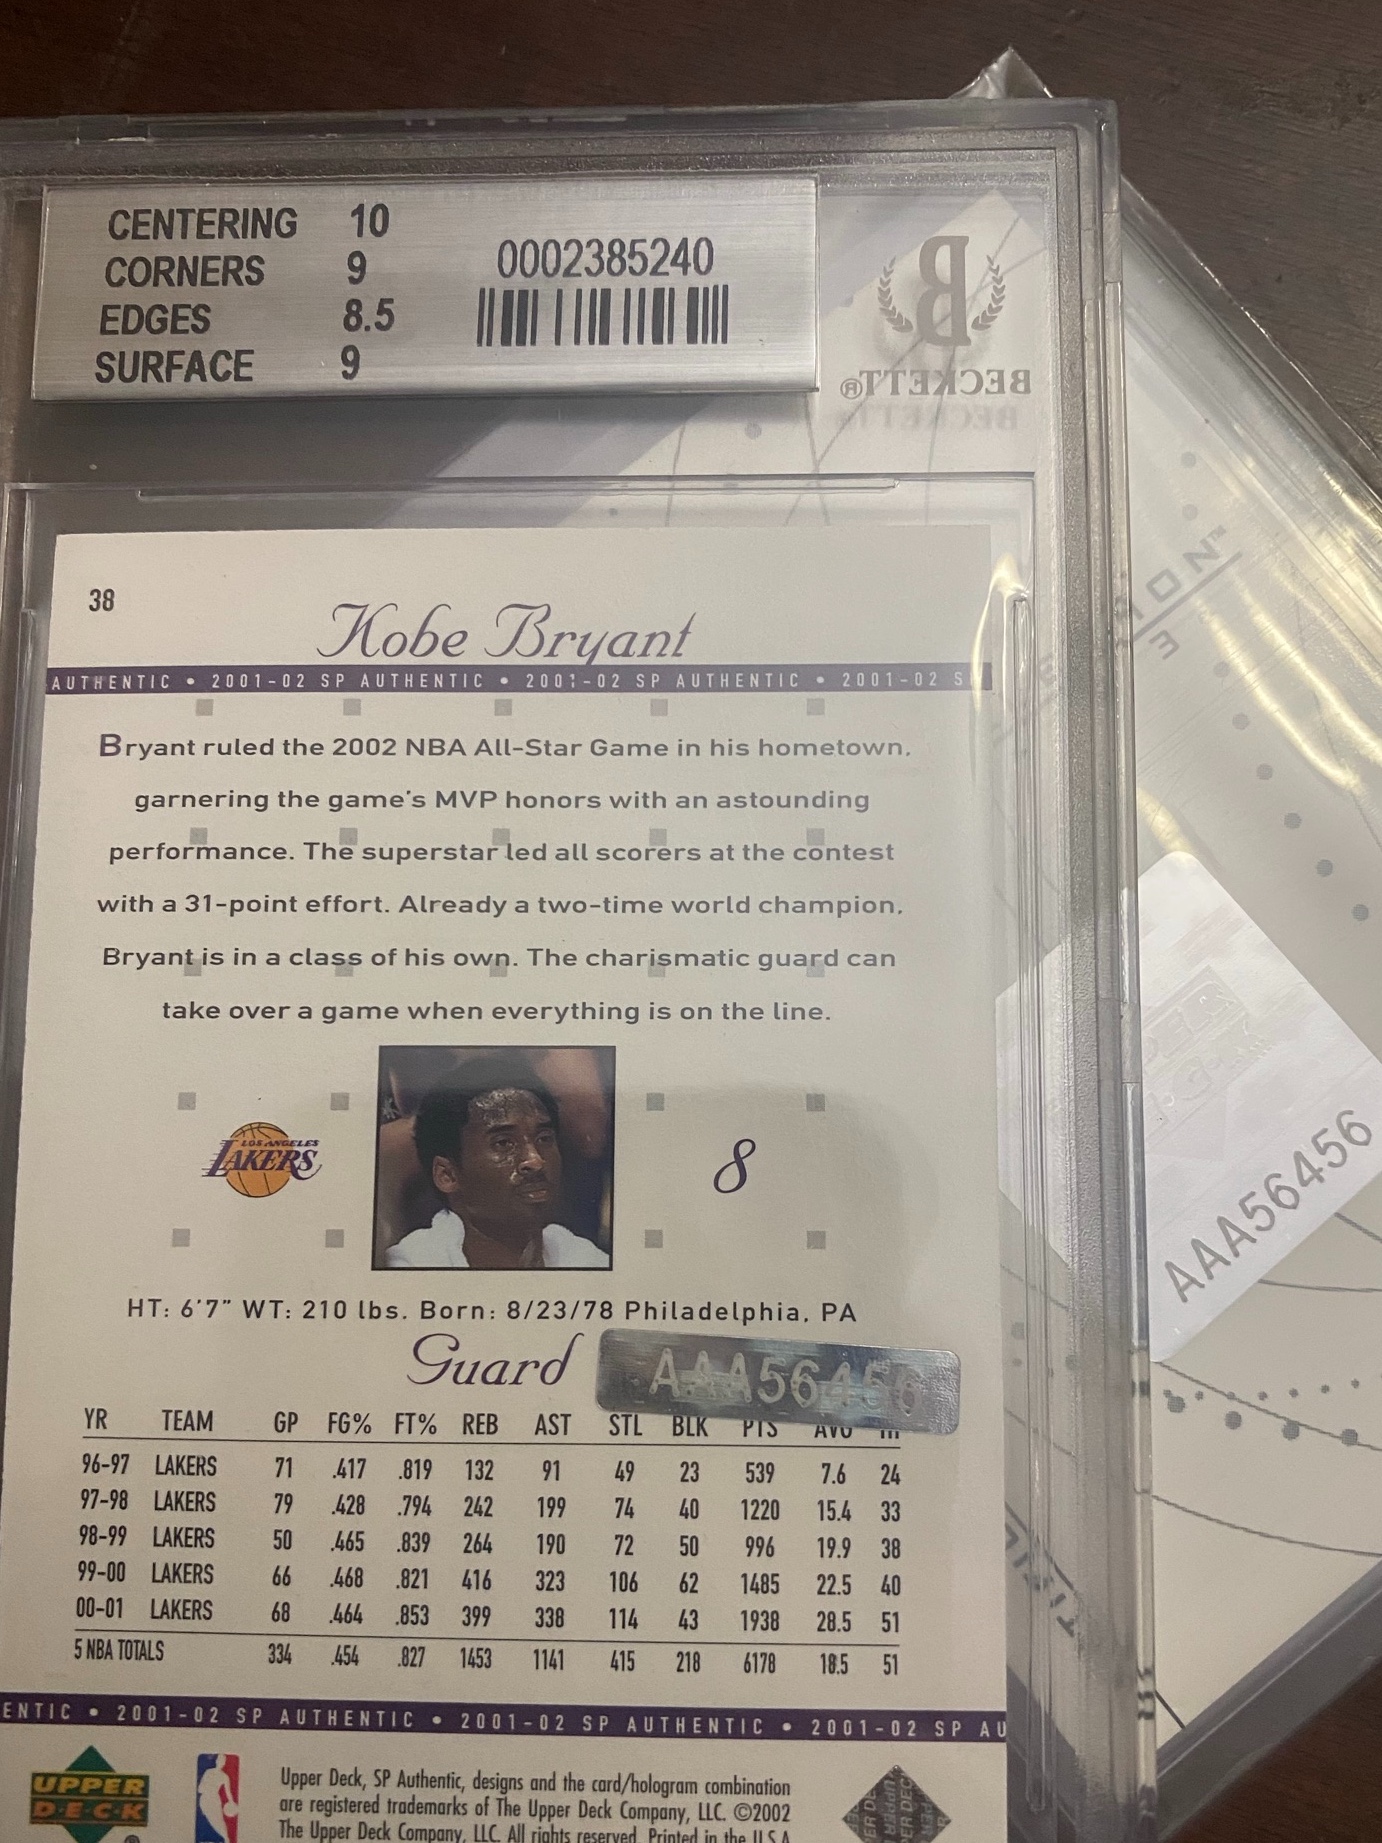 CENTERING 10
CORNERS 9
EDGES 8.5
SURFACE 9
0002385240
BECKETT®
38
Kobe Bryant
AUTHENTIC • 2001-02 SP AUTHENTIC • 2001-02 SP AUTHENTIC • 2001-02 S
Bryant ruled the 2002 NBA All-Star Game in his hometown,
garnering the game's MVP honors with an astounding
performance. The superstar led all scorers at the contest
with a 31-point effort. Already a two-time world champion,
Bryant is in a class of his own. The charismatic guard can
take over a game when everything is on the line.
LOS ANGELES
LAKERS
8
HT: 6'7" WT: 210 lbs. Born: 8/23/78 Philadelphia, PA
Guard
AAA56456
YR TEAM GP FG% FT% REB AST STL BLK PTS AVG
96-97 LAKERS 71 .417 .819 132 91 49 23 539 7.6 24
97-98 LAKERS 79 .428 .794 242 199 74 40 1220 15.4 33
98-99 LAKERS 50 .465 .839 264 190 72 50 996 19.9 38
99-00 LAKERS 66 .468 .821 416 323 106 62 1485 22.5 40
00-01 LAKERS 68 .464 .853 399 338 114 43 1938 28.5 51
5 NBA TOTALS 334 .454 .827 1453 1141 415 218 6178 18.5 51
ENTIC • 2001-02 SP AUTHENTIC • 2001-02 SP AUTHENTIC • 2001-02 SP AU
UPPER
DECK
®
Upper Deck, SP Authentic, designs and the card/hologram combination
are registered trademarks of The Upper Deck Company, LLC. ©2002
The Upper Deck Company, LLC. All rights reserved. Printed in the U.S.A
AAA56456